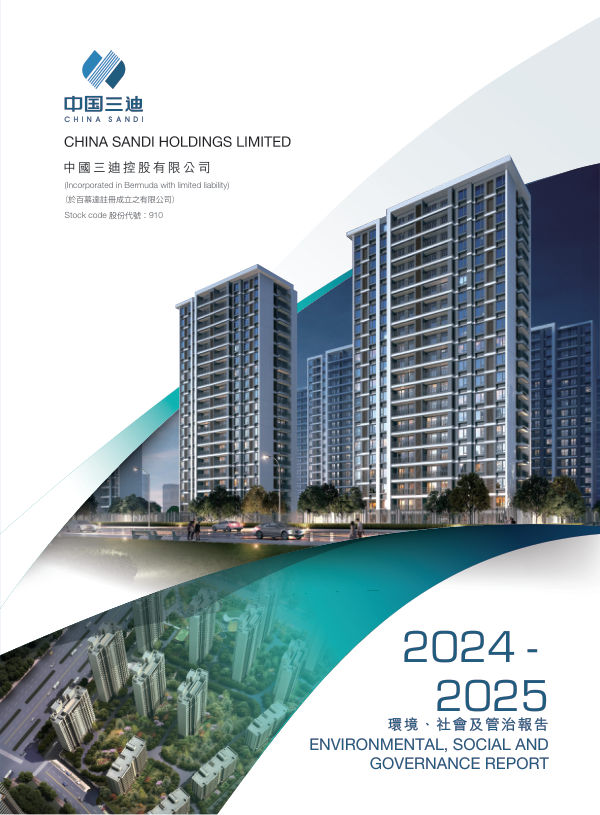 中国三迪
CHINA SANDI
CHINA SANDI HOLDINGS LIMITED
中國三迪控股有限公司
(Incorporated in Bermuda with limited liability)
（於百慕達註冊成立之有限公司）
Stock code 股份代號：910
2024 -
2025
環境、社會及管治報告
ENVIRONMENTAL, SOCIAL AND
GOVERNANCE REPORT